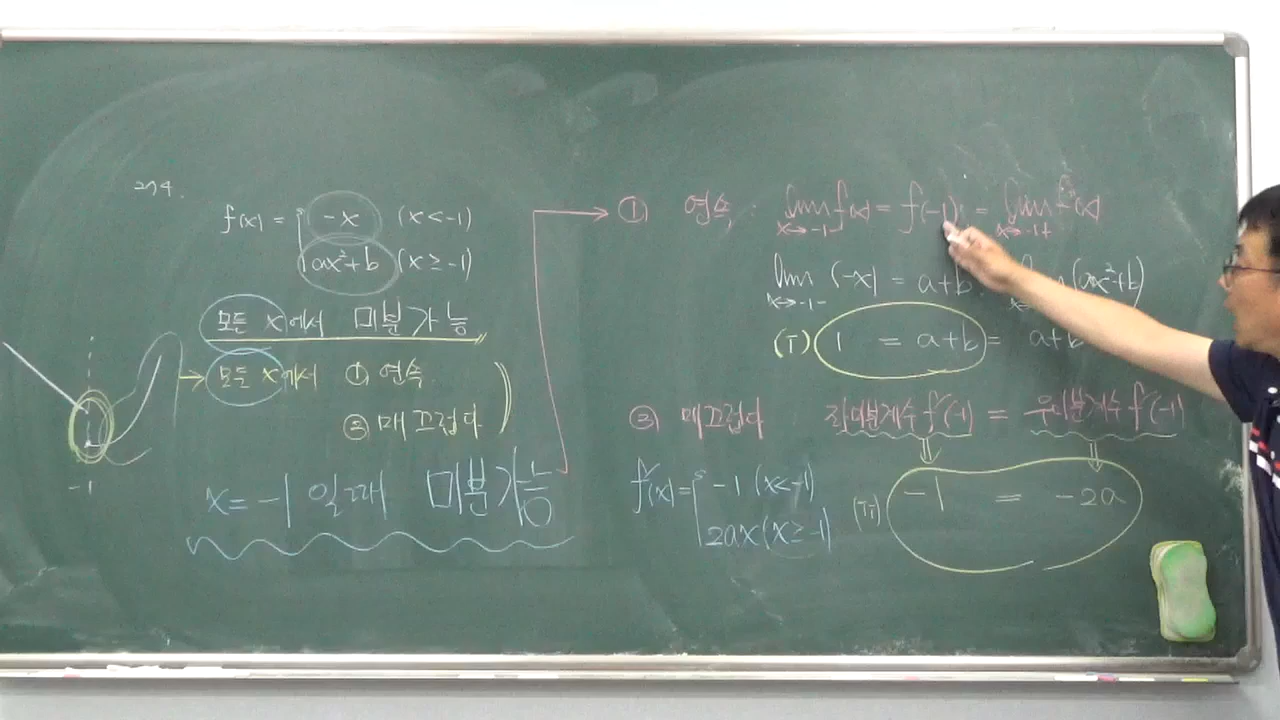 274.
f(x) = { -x (x < -1)
ax²+b (x ≥ -1)
모든 x에서 미분가능
모든 x에서 ① 연속
② 매끄럽다
-1
x = -1 일때 미분가능
① 연속. lim x→-1- f(x) = f(-1) = lim x→-1+ f(x)
lim x→-1- (-x) = a+b (ax²+b)
(i) 1 = a+b = a+b
② 매끄럽다 좌미분계수 f'(-1) = 우미분계수 f'(-1)
f'(x) = { -1 (x<-1)
2ax (x ≥ -1)
(ii) -1 = -2a